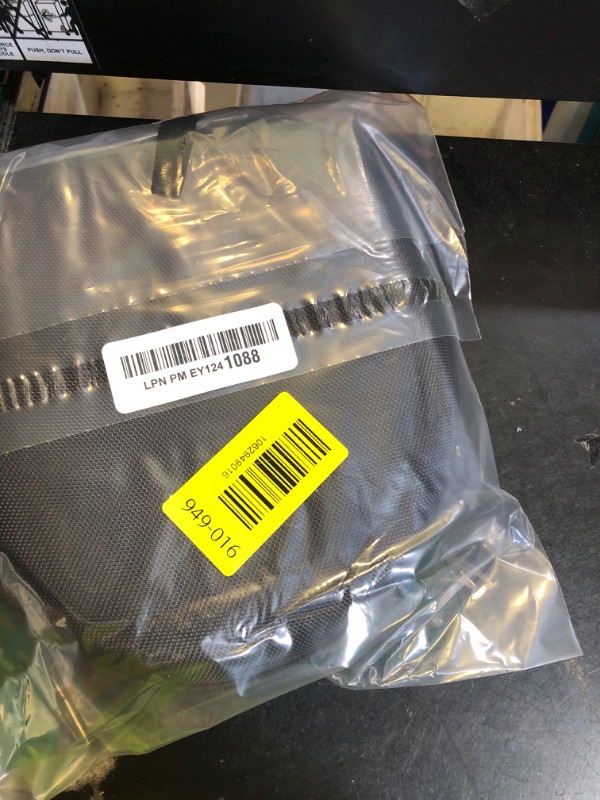 PUSH, DON'T PULL
LPN PM EY1241088
1062949016
949-016